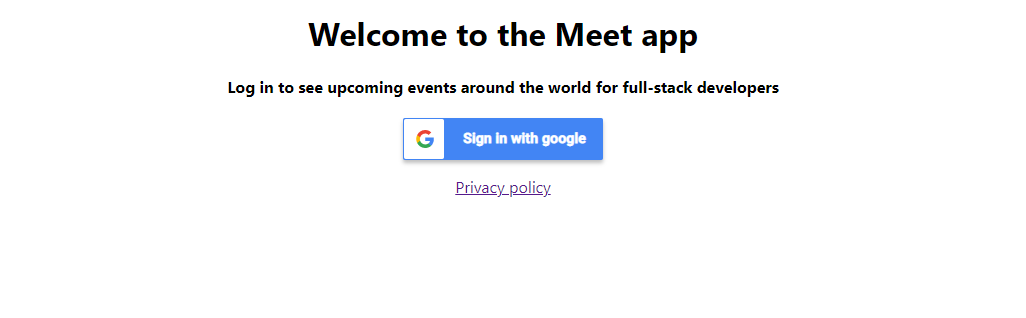 Welcome to the Meet app
Log in to see upcoming events around the world for full-stack developers
Sign in with google
Privacy policy